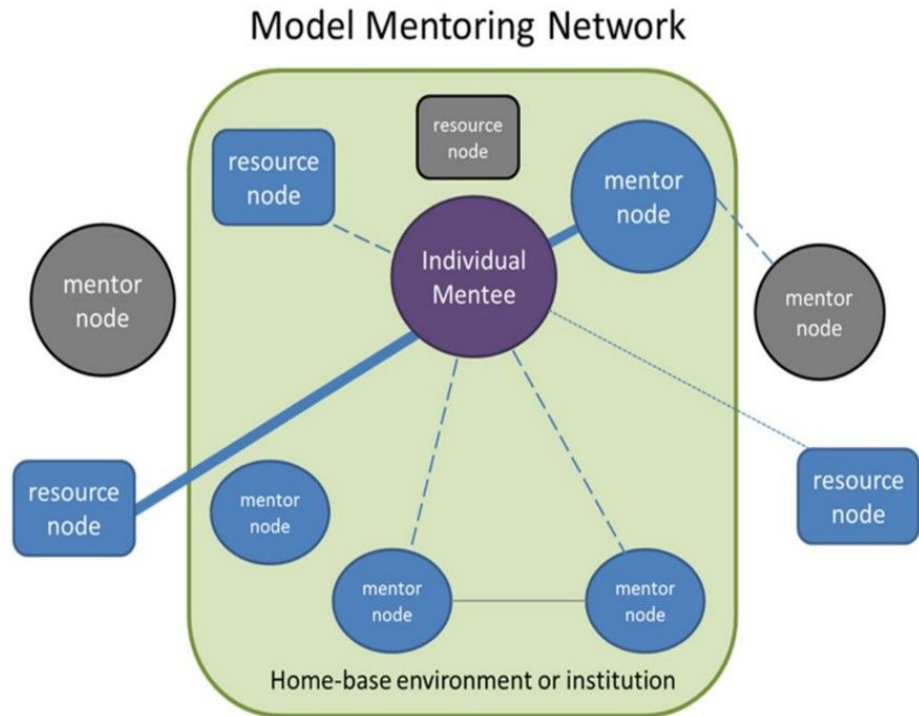 Model Mentoring Network
resource
node
resource
node
mentor
node
Individual
Mentee
mentor
node
mentor
node
resource
node
mentor
node
resource
node
mentor
node
mentor
node
Home-base environment or institution